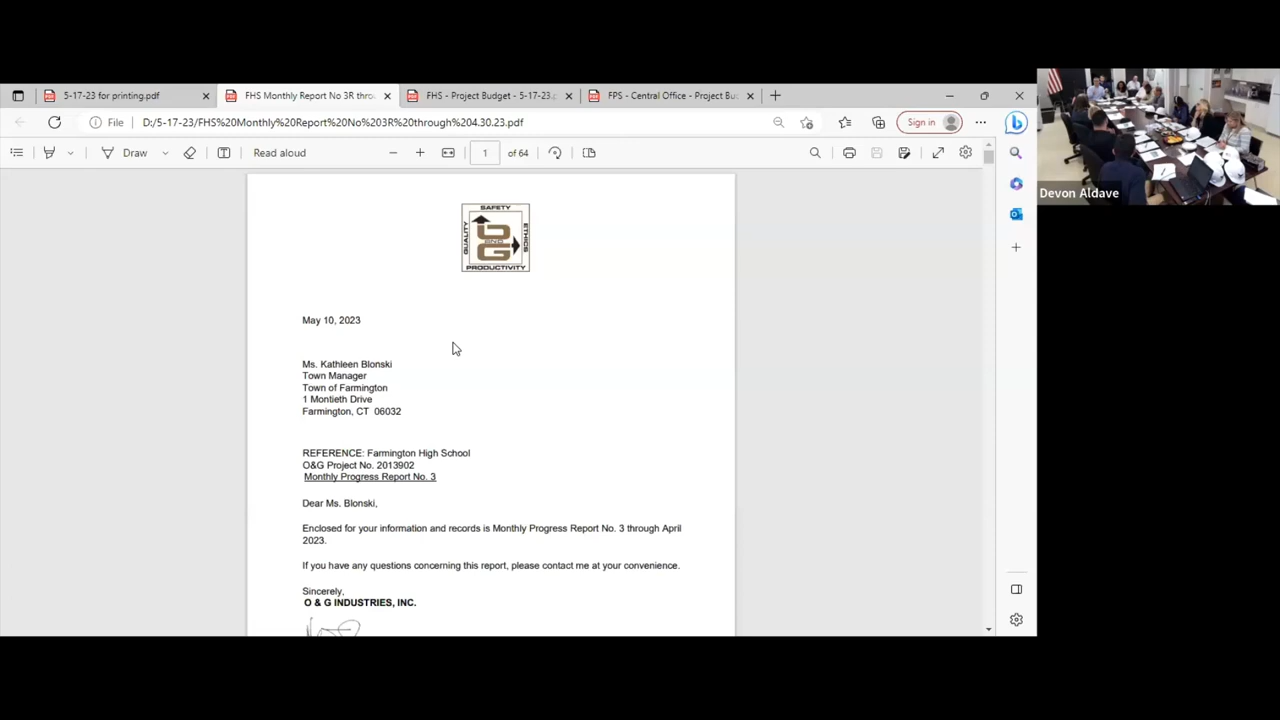 5-17-23 for printing.pdf
FHS Monthly Report No 3R thro
FHS - Project Budget - 5-17-23.p
FPS - Central Office - Project Bu
File
D:/5-17-23/FHS%20Monthly%20Report%20No%203R%20through%204.30.23.pdf
Sign in
Draw
Read aloud
1 of 64
SAFETY
QUALITY
ETHICS
O AND G
PRODUCTIVITY
May 10, 2023
Ms. Kathleen Blonski
Town Manager
Town of Farmington
1 Montieth Drive
Farmington, CT 06032
REFERENCE: Farmington High School
O&G Project No. 2013902
Monthly Progress Report No. 3
Dear Ms. Blonski,
Enclosed for your information and records is Monthly Progress Report No. 3 through April
2023.
If you have any questions concerning this report, please contact me at your convenience.
Sincerely,
O & G INDUSTRIES, INC.
Devon Aldave